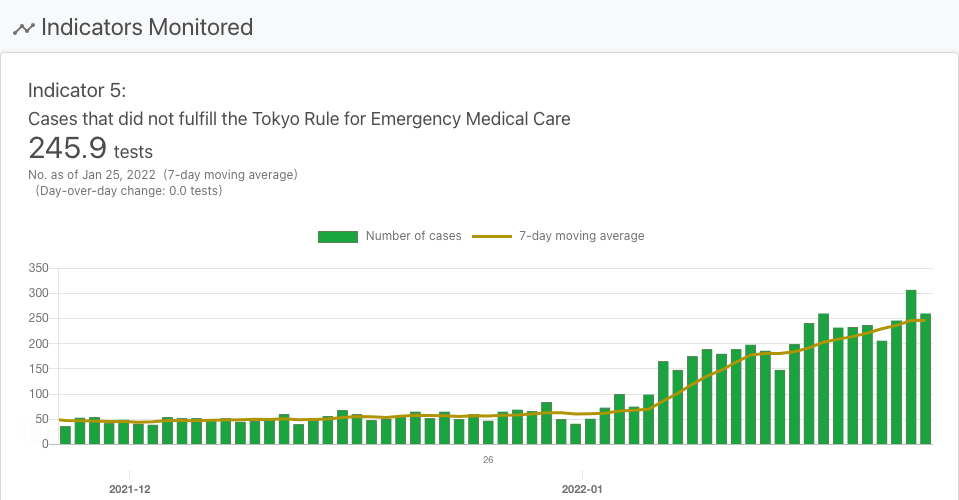 Indicators Monitored
Indicator 5:
Cases that did not fulfill the Tokyo Rule for Emergency Medical Care
245.9 tests
No. as of Jan 25, 2022 (7-day moving average)
(Day-over-day change: 0.0 tests)
Number of cases 7-day moving average
350
300
250
200
150
100
50
0
26
2021-12 2022-01